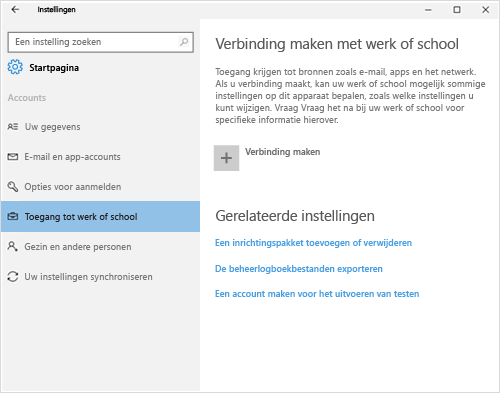 Instellingen
Een instelling zoeken
Startpagina
Accounts
Uw gegevens
E-mail en app-accounts
Opties voor aanmelden
Toegang tot werk of school
Gezin en andere personen
Uw instellingen synchroniseren
Verbinding maken met werk of school
Toegang krijgen tot bronnen zoals e-mail, apps en het netwerk.
Als u verbinding maakt, kan uw werk of school mogelijk sommige
instellingen op dit apparaat bepalen, zoals welke instellingen u
kunt wijzigen. Vraag Vraag het na bij uw werk of school voor
specifieke informatie hierover.
Verbinding maken
Gerelateerde instellingen
Een inrichtingspakket toevoegen of verwijderen
De beheerlogboekbestanden exporteren
Een account maken voor het uitvoeren van testen